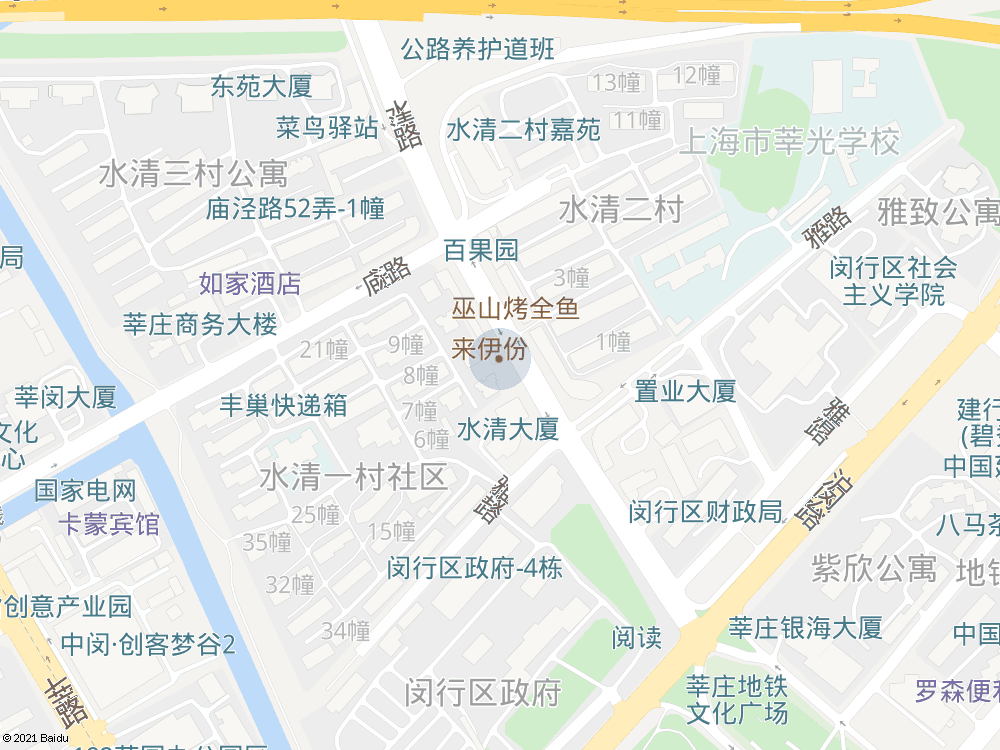 公路养护道班
东苑大厦
13幢
12幢
11幢
菜鸟驿站
水清二村嘉苑
上海市莘光学校
水清三村公寓
庙泾路52弄-1幢
水清二村
雅致公寓
百果园
局
如家酒店
3幢
闵行区社会
主义学院
巫山烤全鱼
莘庄商务大楼
21幢
9幢
来伊份
1幢
8幢
置业大厦
莘闵大厦
丰巢快递箱
7幢
6幢
水清大厦
建行
文化
心
水清一村社区
中国建
国家电网
卡蒙宾馆
25幢
15幢
闵行区财政局
八马茶
35幢
闵行区政府-4栋
紫欣公寓
地铁
32幢
创意产业园
34幢
阅读
莘庄银海大厦
中国
中闵·创客梦谷2
闵行区政府
莘庄地铁
文化广场
罗森便利
© 2021 Baidu